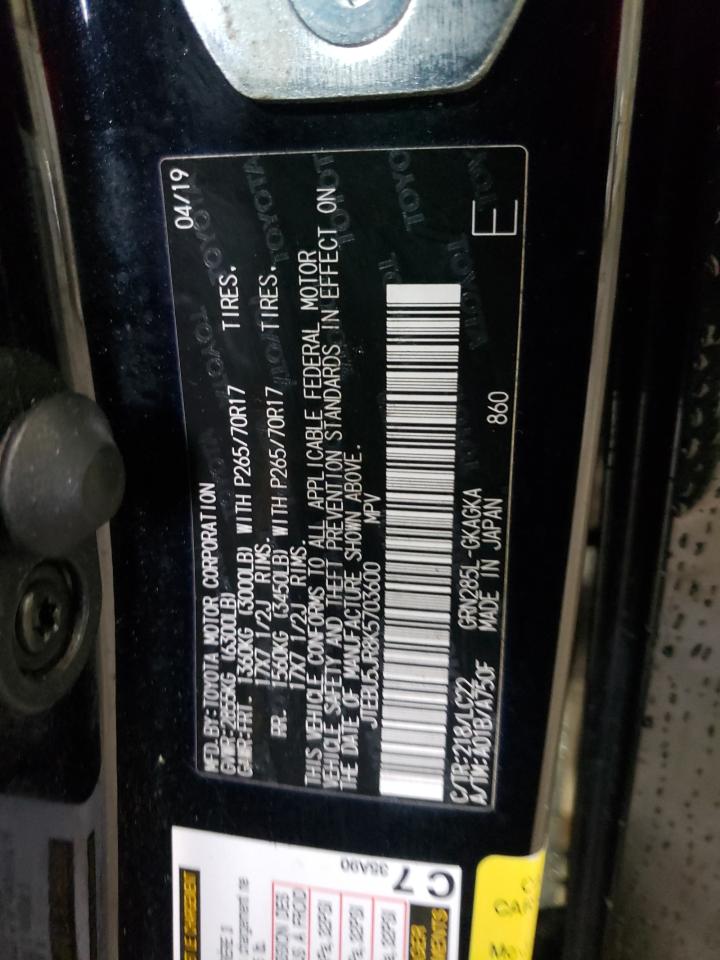 MFD.BY:TOYOTA MOTOR CORPORATION 04/19
GVWR:2855KG (6300LB)
GAWR:FRT. 1360KG (3000LB) WITH P265/70R17 TIRES.
17X7 1/2J RIMS.
RR. 1560KG (3450LB) WITH P265/70R17 TIRES.
17X7 1/2J RIMS.
THIS VEHICLE CONFORMS TO ALL APPLICABLE FEDERAL MOTOR
VEHICLE SAFETY AND THEFT PREVENTION STANDARDS IN EFFECT ON
THE DATE OF MANUFACTURE SHOWN ABOVE.
JTEBU5JR8K5703600 MPV
C/TR:218/LC22 GRN285L-GKAGKA 860
A/TM:A01B/A750F MADE IN JAPAN E
C7
35A90